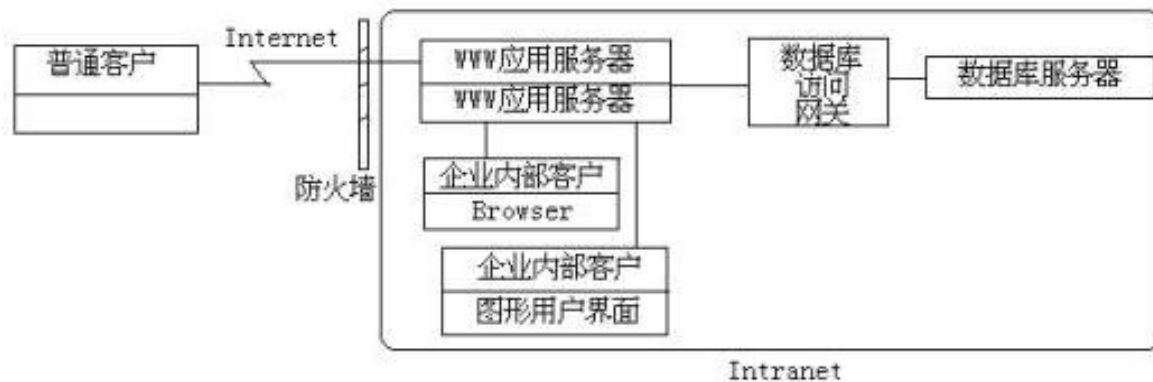 Internet
普通客户
WWW应用服务器
WWW应用服务器
数据库
访问
网关
数据库服务器
防火墙
企业内部客户
Browser
企业内部客户
图形用户界面
Intranet